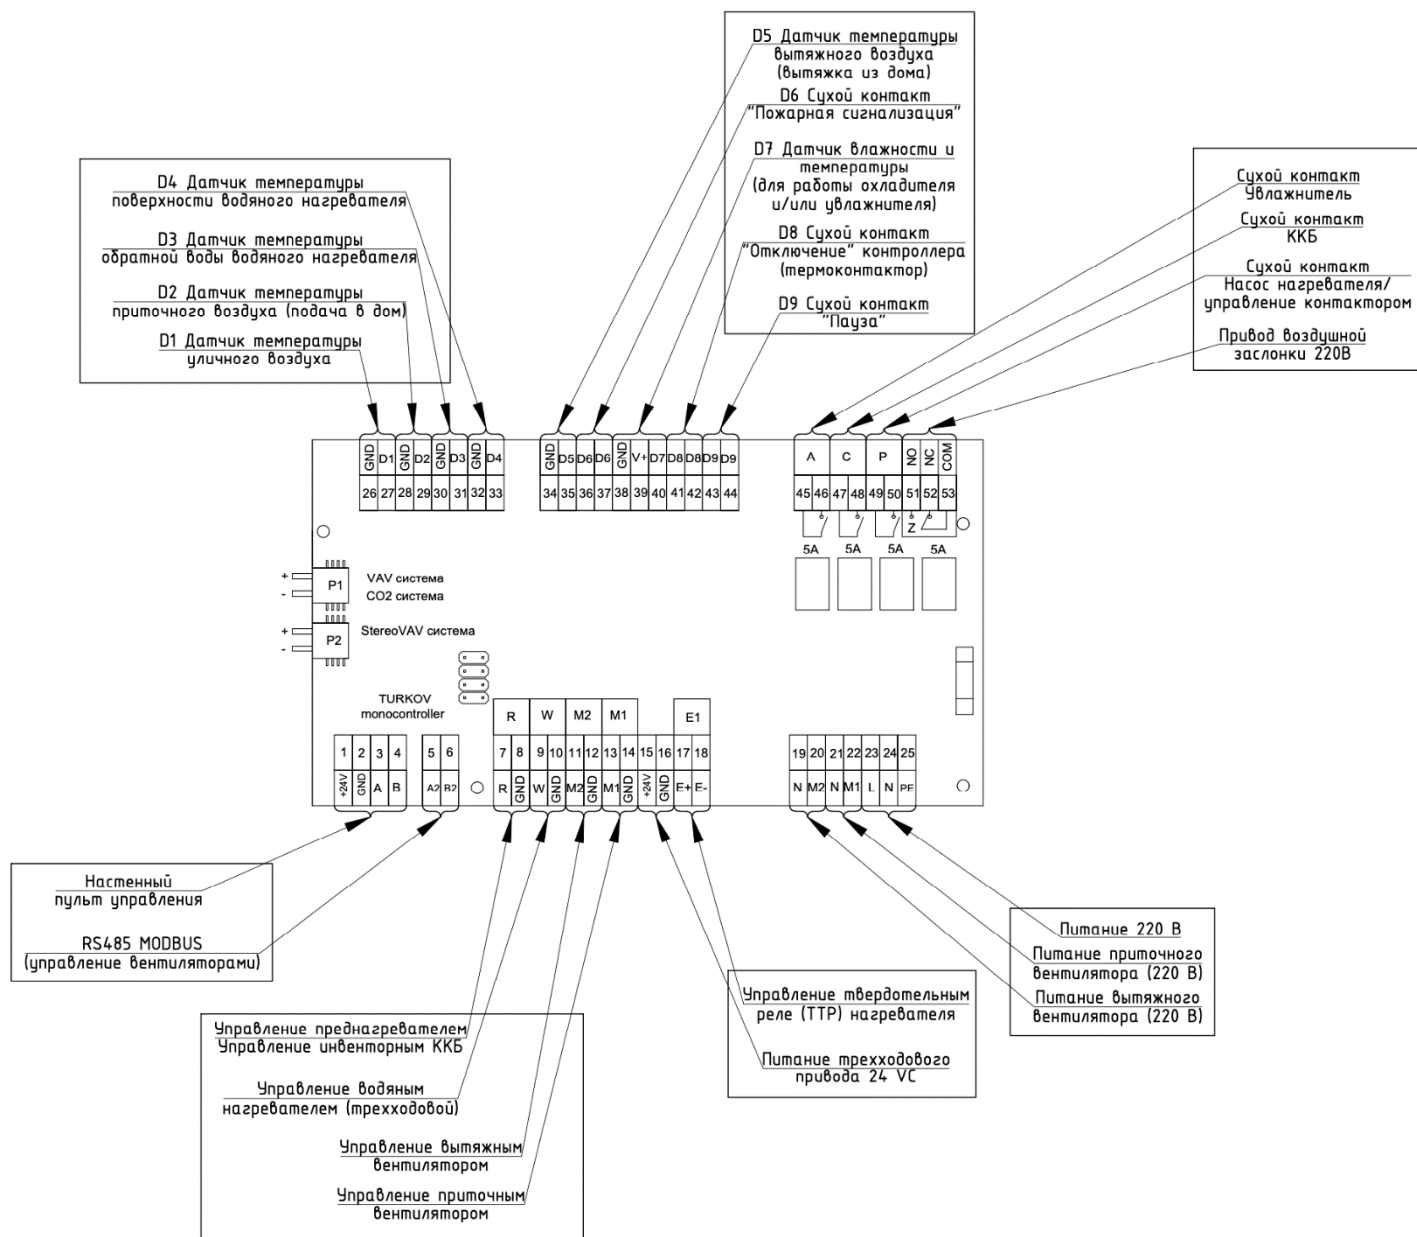 D5 Датчик температуры
вытяжного воздуха
(вытяжка из дома)
D6 Сухой контакт
"Пожарная сигнализация"
D7 Датчик влажности и
температуры
(для работы охладителя
и/или увлажнителя)
D8 Сухой контакт
"Отключение" контроллера
(термоконтактор)
D9 Сухой контакт
"Пауза"
D4 Датчик температуры
поверхности водяного нагревателя
D3 Датчик температуры
обратной воды водяного нагревателя
D2 Датчик температуры
приточного воздуха (подача в дом)
D1 Датчик температуры
уличного воздуха
Сухой контакт
Увлажнитель
Сухой контакт
ККБ
Сухой контакт
Насос нагревателя/
управление контактором
Привод воздушной
заслонки 220В
GND D1 GND D2 GND D3 GND D4
26 27 28 29 30 31 32 33
GND D5 D6 D6 GND V+ D7 D8 D8 D9 D9
34 35 36 37 38 39 40 41 42 43 44
A C P NO NC COM
45 46 47 48 49 50 51 52 53
Z
5A 5A 5A 5A
+
-
P1
VAV система
CO2 система
+
-
P2
StereoVAV система
TURKOV
monocontroller
R W M2 M1 E1
1 2 3 4 5 6 7 8 9 10 11 12 13 14 15 16 17 18 19 20 21 22 23 24 25
+24V GND A B A2 B2 R GND W GND M2 GND M1 GND +24V GND E+ E- N M2 N M1 L N PE
Настенный
пульт управления
RS485 MODBUS
(управление вентиляторами)
Управление преднагревателем
Управление инвенторным ККБ
Управление водяным
нагревателем (трехходовой)
Управление вытяжным
вентилятором
Управление приточным
вентилятором
Управление твердотельным
реле (ТТР) нагревателя
Питание трехходового
привода 24 VC
Питание 220 В
Питание приточного
вентилятора (220 В)
Питание вытяжного
вентилятора (220 В)